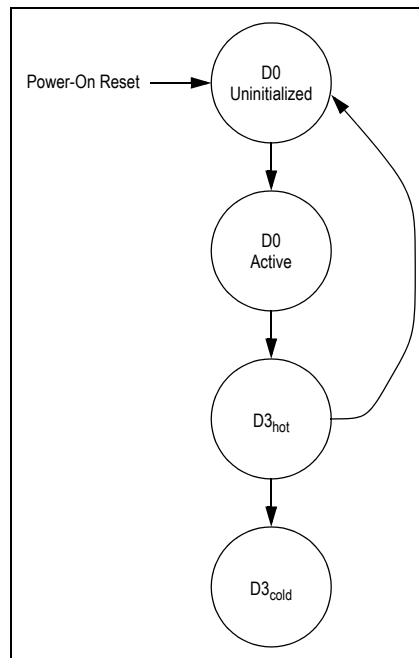 Power-On Reset
D0
Uninitialized
D0
Active
D3hot
D3cold